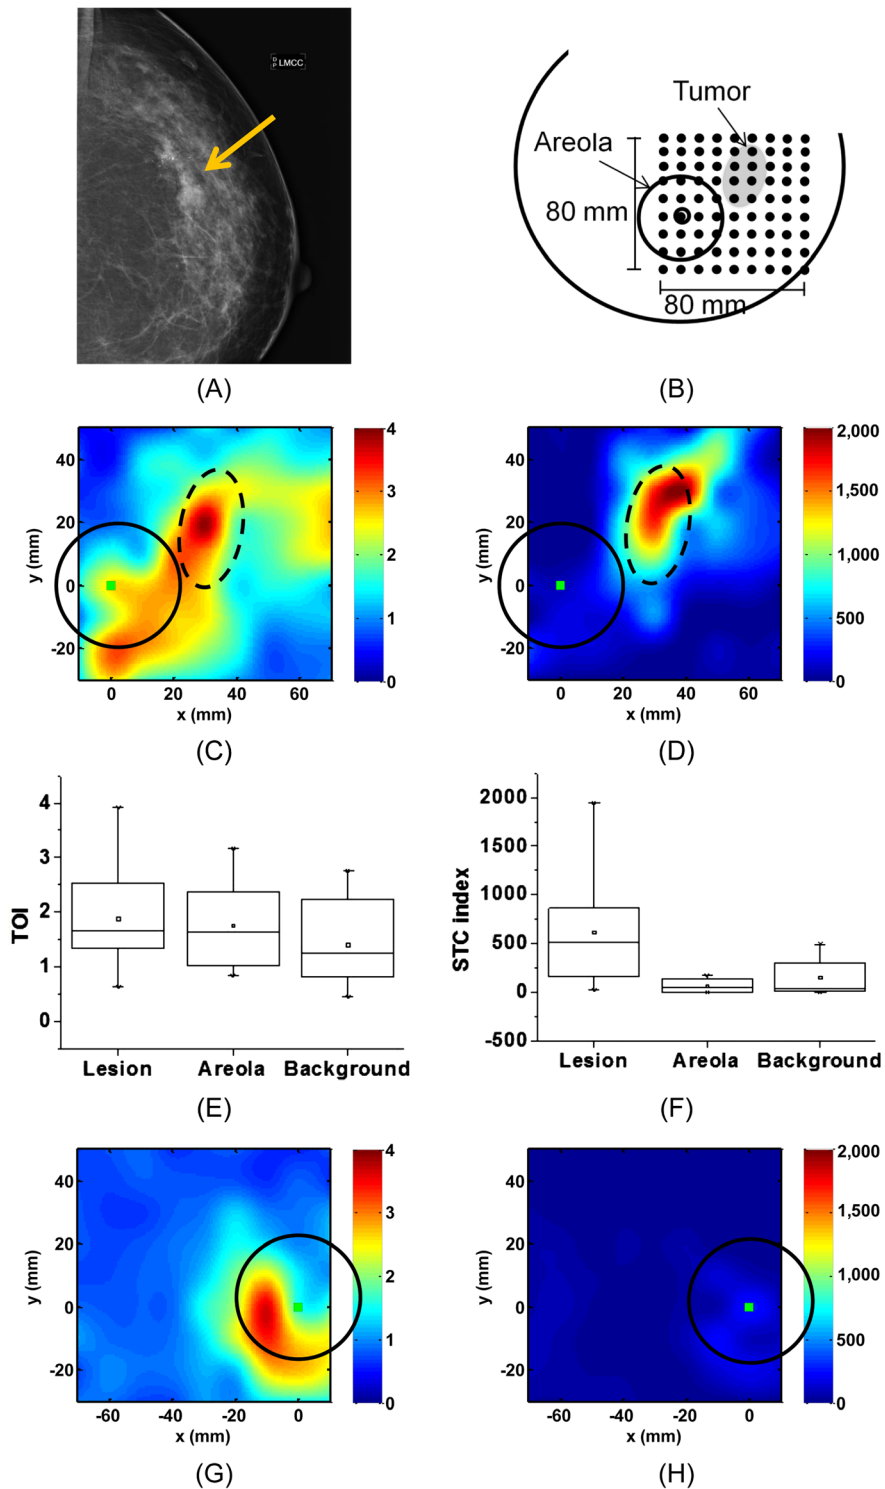 D
P
LMCC
(A)
Tumor
Areola
80 mm
80 mm
(B)
40
20
0
-20
y (mm)
0 20 40 60
x (mm)
4
3
2
1
0
(C)
40
20
0
-20
y (mm)
0 20 40 60
x (mm)
2,000
1,500
1,000
500
0
(D)
4
3
2
1
0
TOI
Lesion Areola Background
(E)
2000
1500
1000
500
0
-500
STC index
Lesion Areola Background
(F)
40
20
0
-20
y (mm)
-60 -40 -20 0
x (mm)
4
3
2
1
0
(G)
40
20
0
-20
y (mm)
-60 -40 -20 0
x (mm)
2,000
1,500
1,000
500
0
(H)